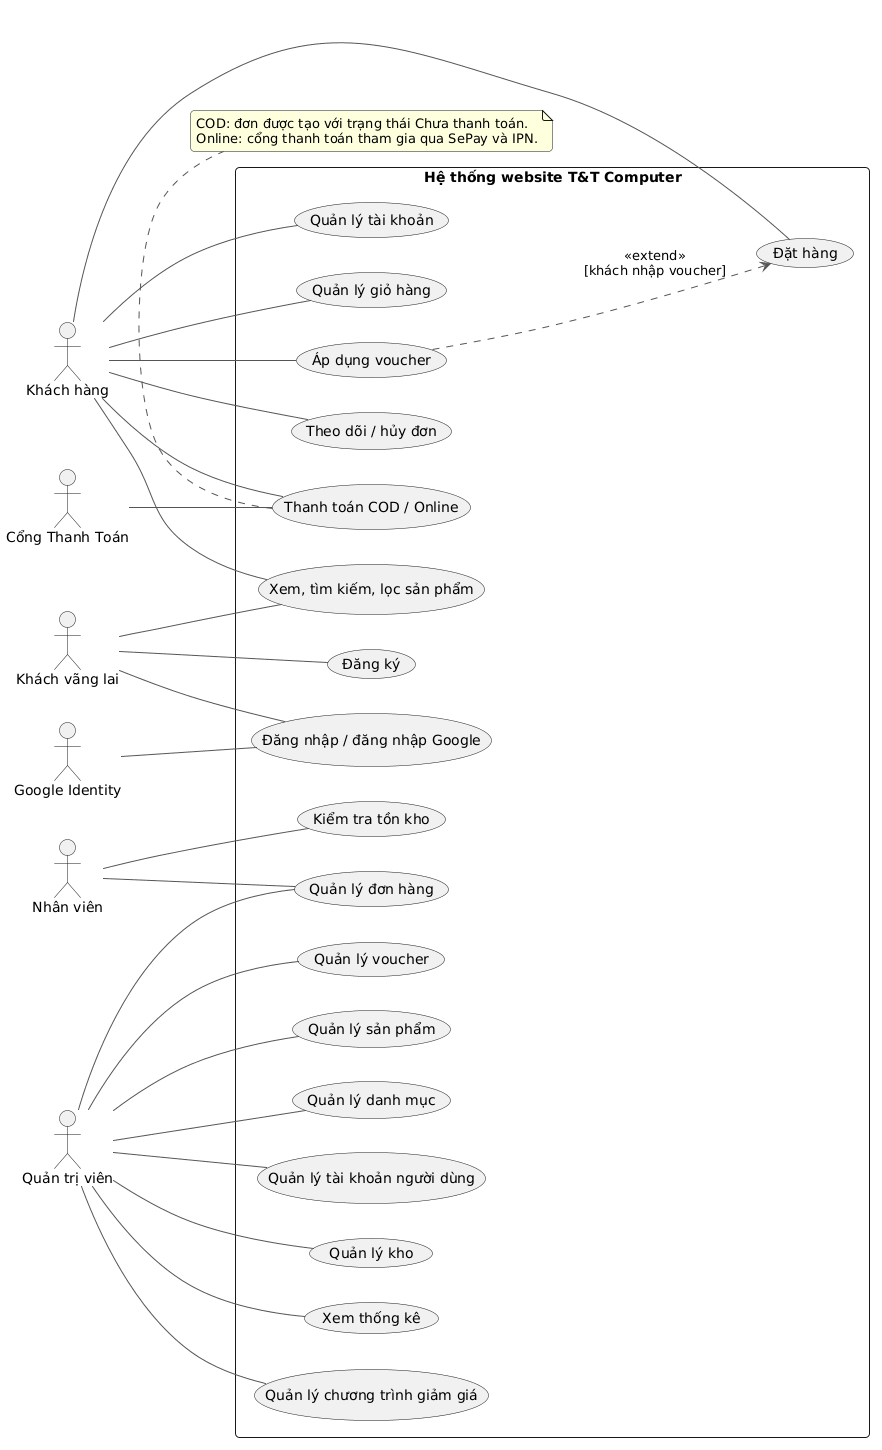 COD: đơn được tạo với trạng thái Chưa thanh toán.
Online: cổng thanh toán tham gia qua SePay và IPN.
Hệ thống website T&T Computer
Quản lý tài khoản
«extend»
[khách nhập voucher]
Đặt hàng
Quản lý giỏ hàng
Áp dụng voucher
Khách hàng
Theo dõi / hủy đơn
Thanh toán COD / Online
Cổng Thanh Toán
Xem, tìm kiếm, lọc sản phẩm
Đăng ký
Khách vãng lai
Đăng nhập / đăng nhập Google
Google Identity
Kiểm tra tồn kho
Quản lý đơn hàng
Nhân viên
Quản lý voucher
Quản lý sản phẩm
Quản lý danh mục
Quản lý tài khoản người dùng
Quản trị viên
Quản lý kho
Xem thống kê
Quản lý chương trình giảm giá